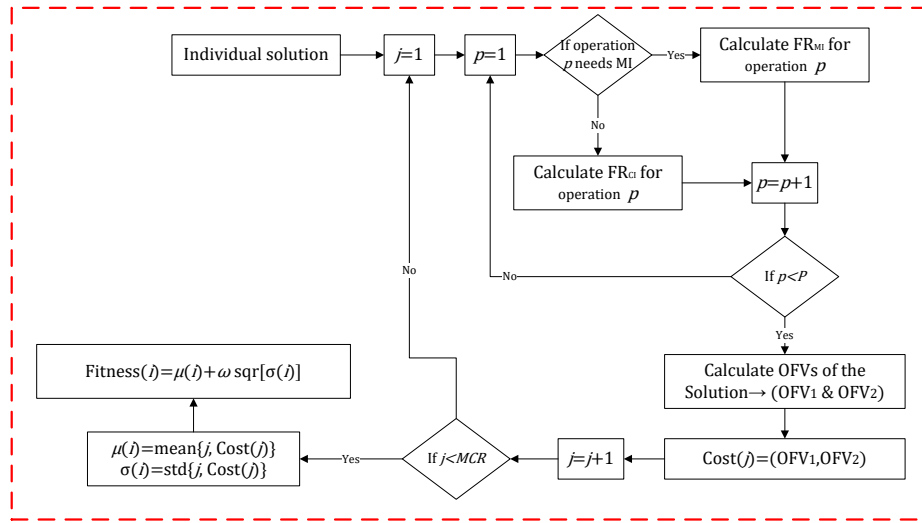 Individual solution
j=1
p=1
If operation
p needs MI
Yes
Calculate FRMI for
operation p
No
Calculate FRCI for
operation p
p=p+1
No
If p<P
No
Yes
Calculate OFVs of the
Solution→ (OFV1 & OFV2)
Fitness(i)=μ(i)+ω sqr[σ(i)]
μ(i)=mean{j, Cost(j)}
σ(i)=std{j, Cost(j)}
Yes
If j<MCR
j=j+1
Cost(j)=(OFV1,OFV2)